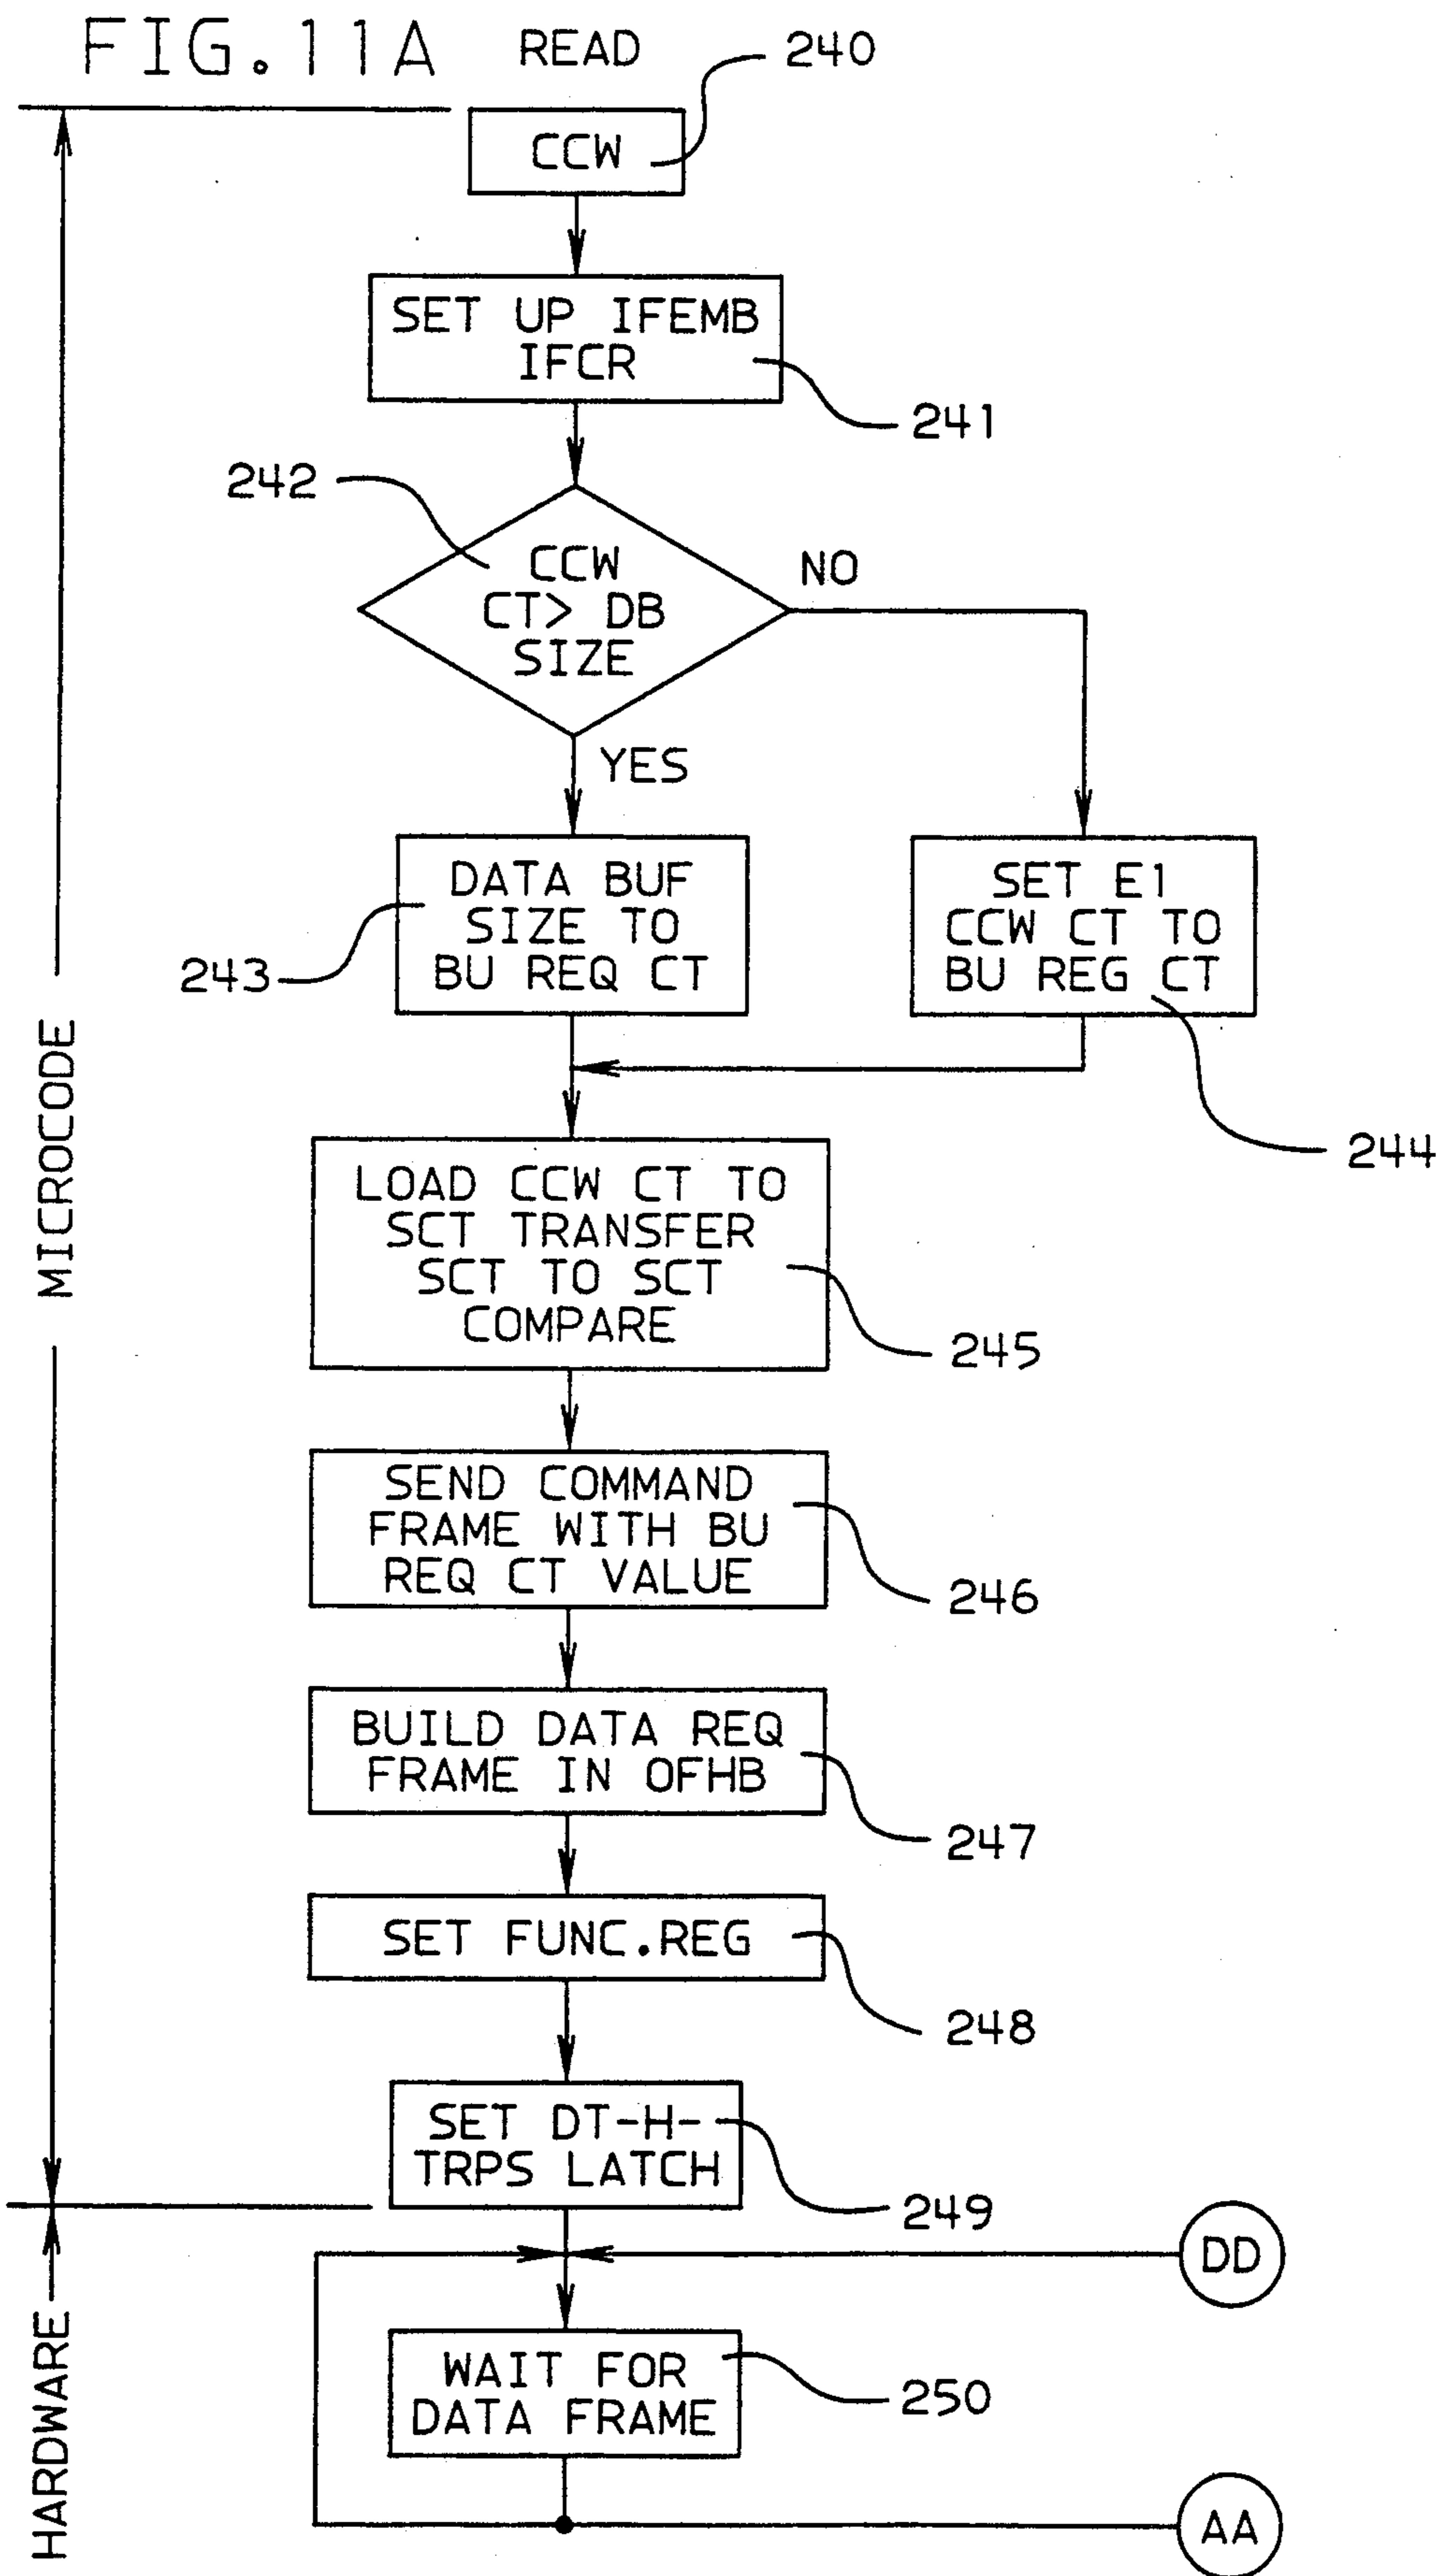 FIG.11A READ
240
CCW
SET UP IFEMB
IFCR
241
242
CCW
CT> DB
SIZE
NO
YES
DATA BUF
SIZE TO
BU REQ CT
243
SET E1
CCW CT TO
BU REG CT
244
LOAD CCW CT TO
SCT TRANSFER
SCT TO SCT
COMPARE
245
SEND COMMAND
FRAME WITH BU
REQ CT VALUE
246
BUILD DATA REQ
FRAME IN OFHB
247
SET FUNC.REG
248
SET DT-H-
TRPS LATCH
249
DD
WAIT FOR
DATA FRAME
250
AA
MICROCODE
HARDWARE